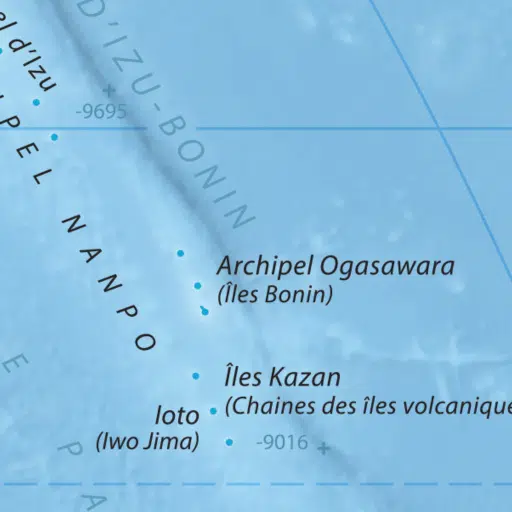 el d'Izu
D'IZU-BONIN
-9695
PEL NANPO
Archipel Ogasawara
(Îles Bonin)
Îles Kazan
(Chaines des îles volcanique
Ioto
(Iwo Jima)
-9016
E
P
A